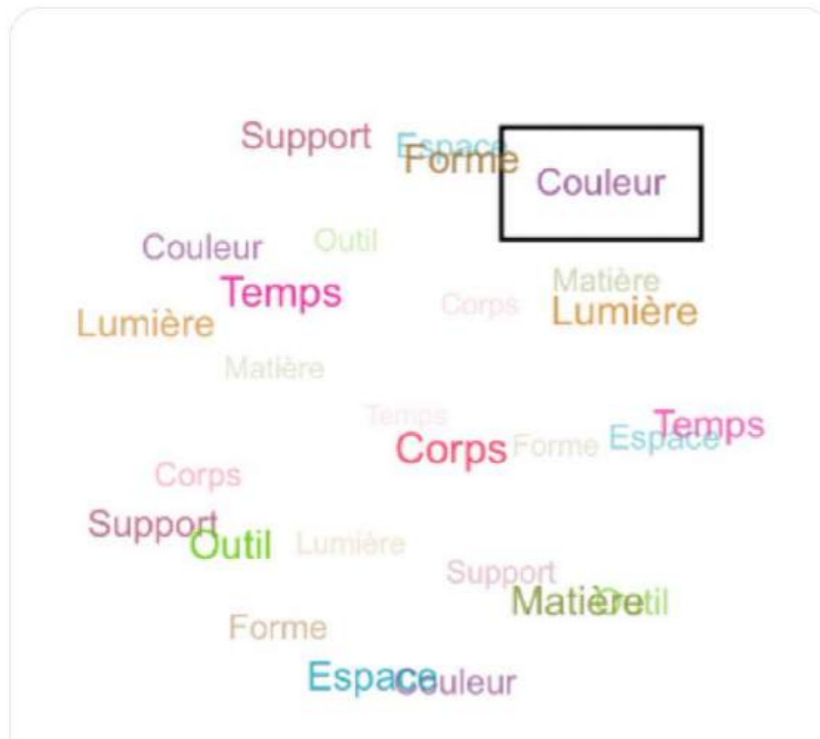 Support
Espace
Forme
Couleur
Couleur
Outil
Temps
Matière
Corps
Lumière
Lumière
Matière
Temps
Temps
Corps
Forme
Espace
Corps
Support
Outil
Lumière
Support
Matière
Outil
Forme
Espace
Couleur